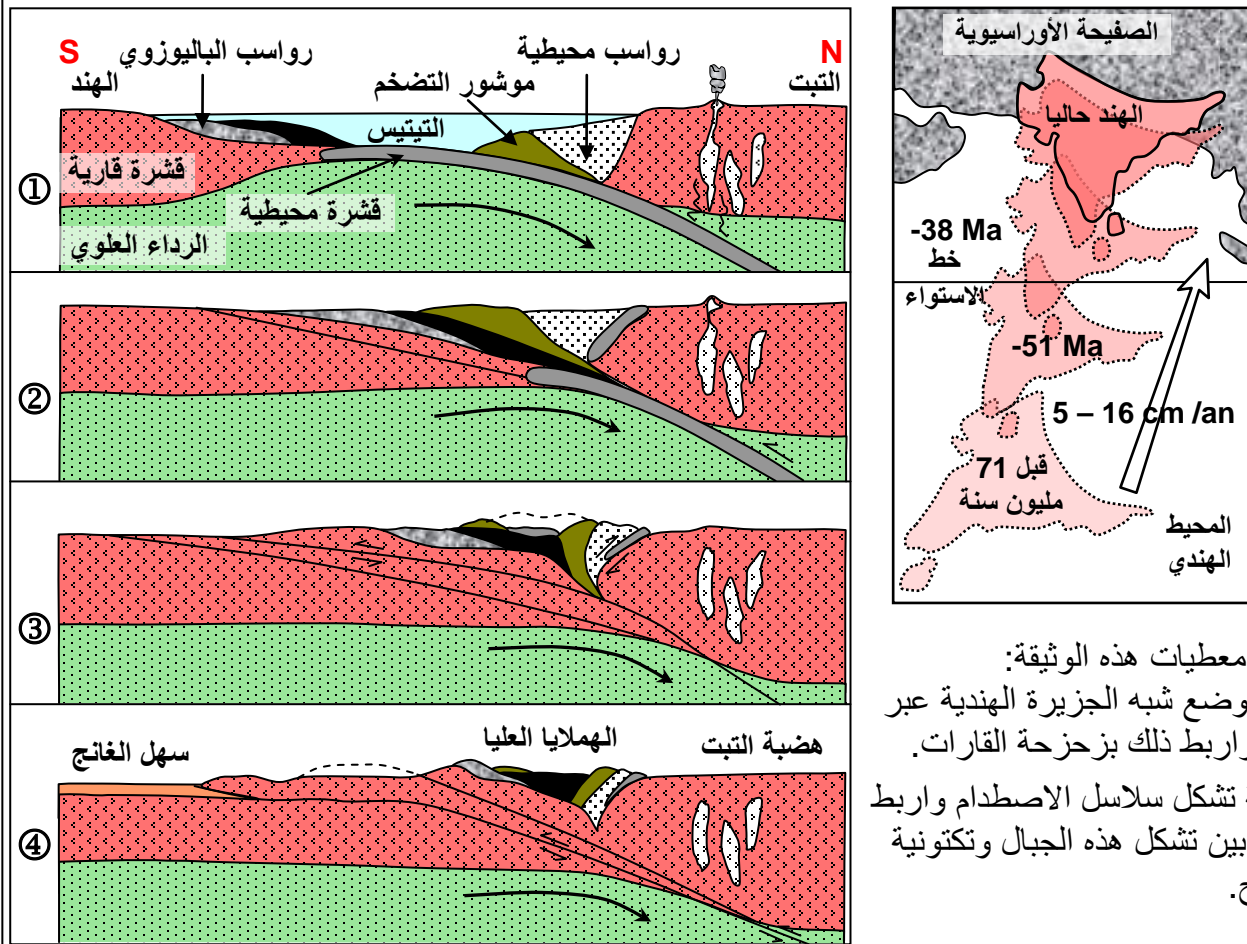 S
N
رواسب الباليوزوي
رواسب محيطية
الهند
موشور التضخم
التبت
التيتيس
قشرة قارية
①
قشرة محيطية
الرداء العلوي
②
③
سهل الغانج
الهملايا العليا
هضبة التبت
④
الصفيحة الأوراسيوية
الهند حاليا
-38 Ma
خط
الاستواء
-51 Ma
5 – 16 cm /an
قبل 71
مليون سنة
المحيط
الهندي
معطيات هذه الوثيقة:
وضع شبه الجزيرة الهندية عبر
اربط ذلك بزحزحة القارات.
تشكل سلاسل الاصطدام واربط
بين تشكل هذه الجبال وتكتونية